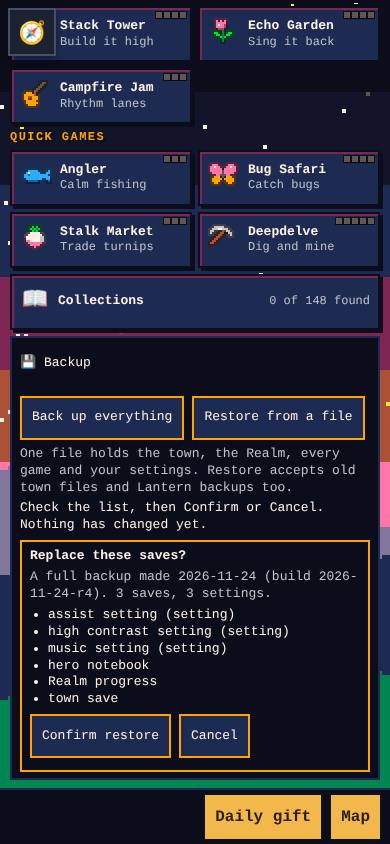 Stack Tower
Build it high
Echo Garden
Sing it back
Campfire Jam
Rhythm lanes
QUICK GAMES
Angler
Calm fishing
Bug Safari
Catch bugs
Stalk Market
Trade turnips
Deepdelve
Dig and mine
Collections
0 of 148 found
Backup
Back up everything
Restore from a file
One file holds the town, the Realm, every
game and your settings. Restore accepts old
town files and Lantern backups too.
Check the list, then Confirm or Cancel.
Nothing has changed yet.
Replace these saves?
A full backup made 2026-11-24 (build 2026-
11-24-r4). 3 saves, 3 settings.
• assist setting (setting)
• high contrast setting (setting)
• music setting (setting)
• hero notebook
• Realm progress
• town save
Confirm restore
Cancel
Daily gift
Map